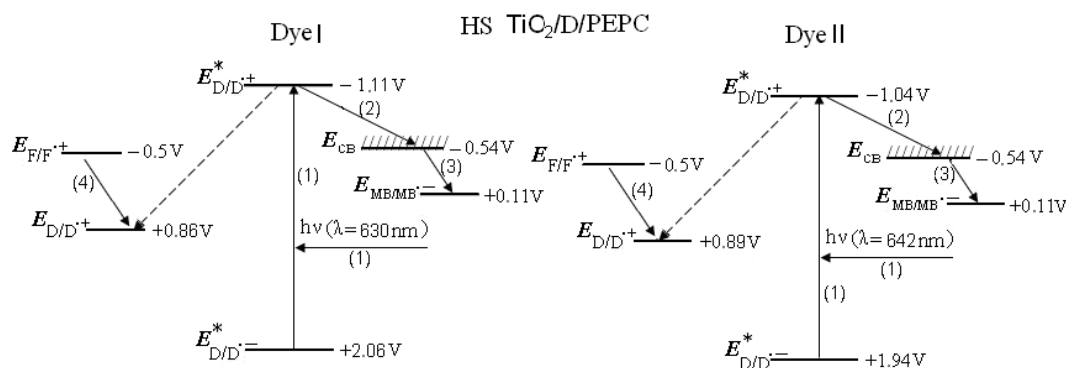 HS TiO₂/D/PEPC
Dye I
E*D/D·+ −1.11 V
(2)
ECB −0.54 V
EF/F·+ −0.5 V
(1)
(3)
(4)
EMB/MB·− +0.11 V
ED/D·+ +0.86 V
hν (λ = 630 nm)
(1)
E*D/D·− +2.06 V
Dye II
E*D/D·+ −1.04 V
(2)
ECB −0.54 V
EF/F·+ −0.5 V
(3)
(4)
EMB/MB·− +0.11 V
ED/D·+ +0.89 V
hν (λ = 642 nm)
(1)
(1)
E*D/D·− +1.94 V